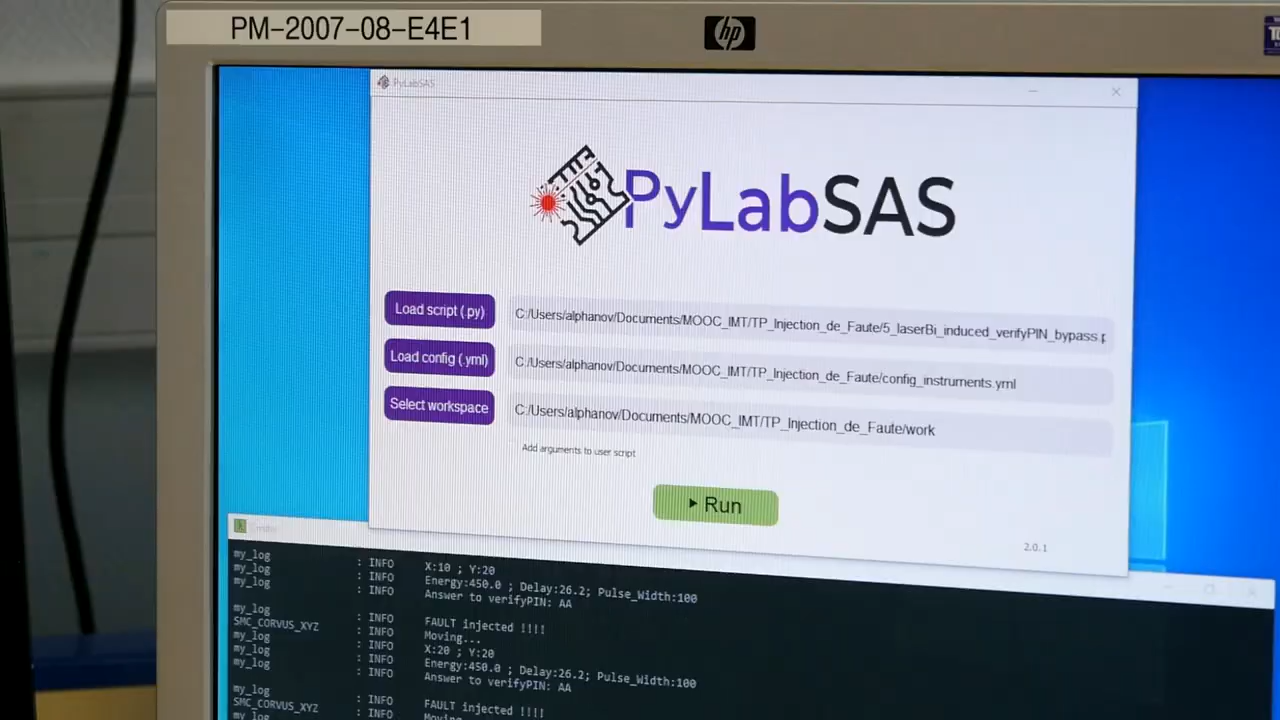 PM-2007-08-E4E1
hp
PyLabSAS
PyLabSAS
Load script (.py)
C:/Users/alphanov/Documents/MOOC_IMT/TP_Injection_de_Faute/5_laserBi_induced_verifyPIN_bypass.p
Load config (.yml)
C:/Users/alphanov/Documents/MOOC_IMT/TP_Injection_de_Faute/config_instruments.yml
Select workspace
C:/Users/alphanov/Documents/MOOC_IMT/TP_Injection_de_Faute/work
Add arguments to user script
Run
2.0.1
my_log : INFO X:10 ; Y:20
my_log : INFO Energy:450.0 ; Delay:26.2; Pulse_Width:100
my_log : INFO Answer to verifyPIN: AA
my_log : INFO FAULT injected !!!!
SMC_CORVUS_XYZ : INFO Moving...
my_log : INFO X:20 ; Y:20
my_log : INFO Energy:450.0 ; Delay:26.2; Pulse_Width:100
my_log : INFO Answer to verifyPIN: AA
my_log : INFO FAULT injected !!!!
SMC_CORVUS_XYZ : INFO Moving
my_log